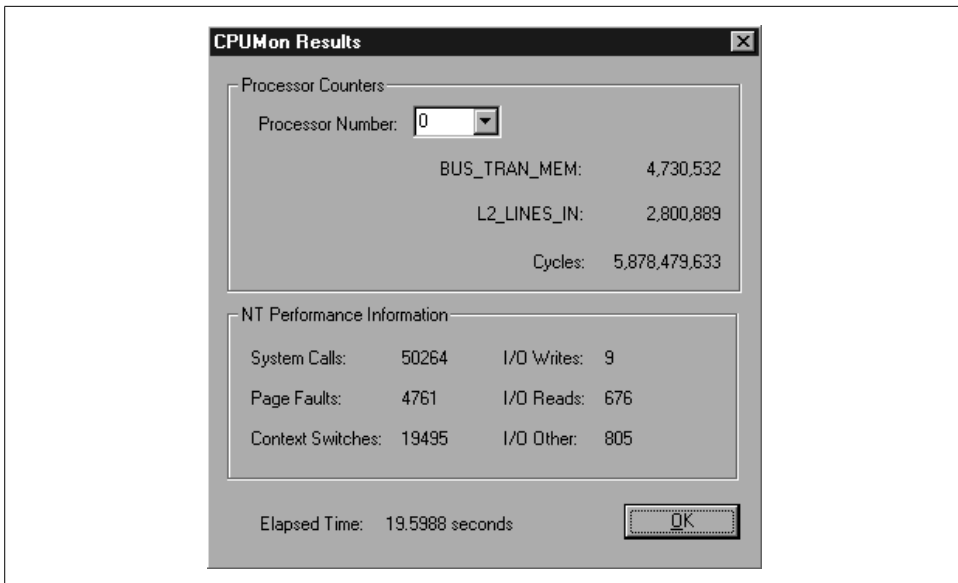 CPUMon Results
Processor Counters
Processor Number: 0
BUS_TRAN_MEM: 4,730,532
L2_LINES_IN: 2,800,889
Cycles: 5,878,479,633
NT Performance Information
System Calls: 50264 I/O Writes: 9
Page Faults: 4761 I/O Reads: 676
Context Switches: 19495 I/O Other: 805
Elapsed Time: 19.5988 seconds OK